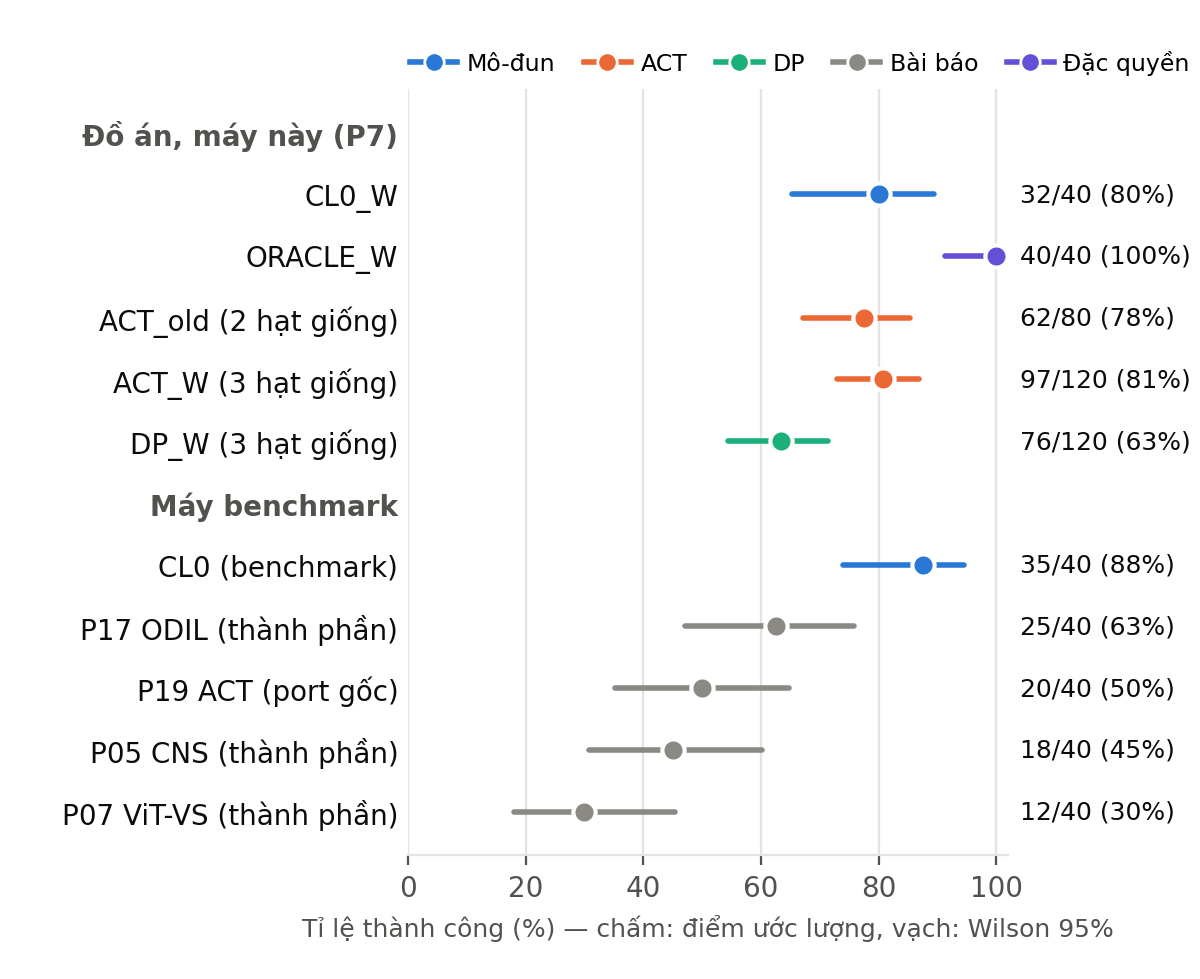 Mô-đun ACT DP Bài báo Đặc quyền
Đồ án, máy này (P7)
CL0_W 32/40 (80%)
ORACLE_W 40/40 (100%)
ACT_old (2 hạt giống) 62/80 (78%)
ACT_W (3 hạt giống) 97/120 (81%)
DP_W (3 hạt giống) 76/120 (63%)
Máy benchmark
CL0 (benchmark) 35/40 (88%)
P17 ODIL (thành phần) 25/40 (63%)
P19 ACT (port gốc) 20/40 (50%)
P05 CNS (thành phần) 18/40 (45%)
P07 ViT-VS (thành phần) 12/40 (30%)
0 20 40 60 80 100
Tỉ lệ thành công (%) — chấm: điểm ước lượng, vạch: Wilson 95%